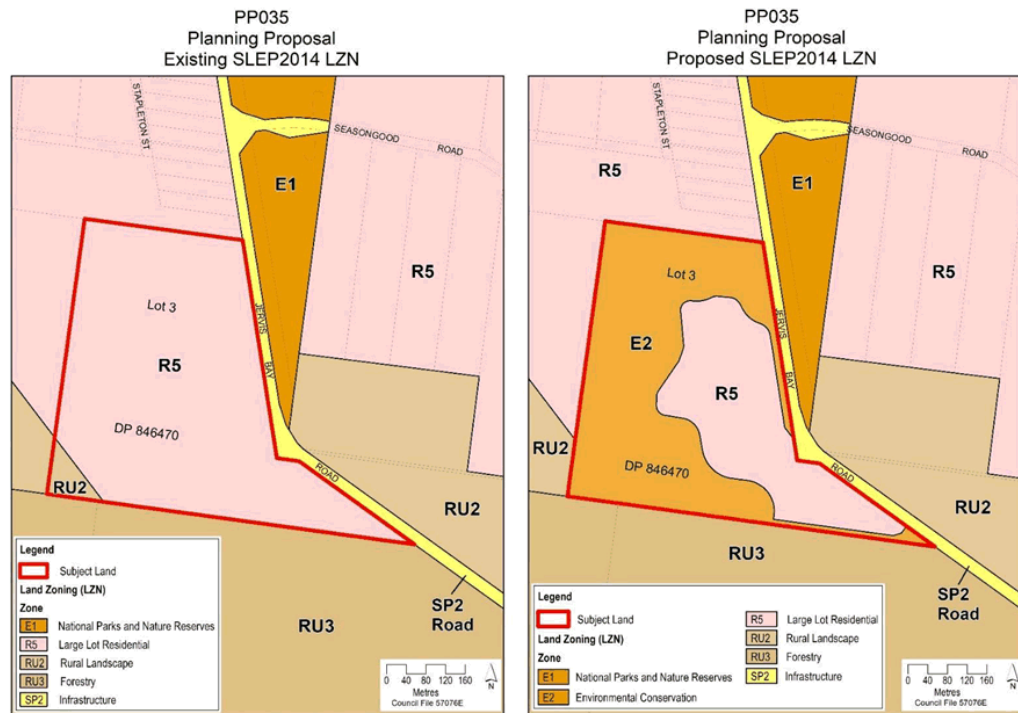 PP035
Planning Proposal
Existing SLEP2014 LZN
STAPLETON ST
SEASONGOOD
ROAD
E1
R5
Lot 3
JERVIS
BAY
R5
DP 846470
ROAD
RU2
RU2
RU3
SP2
Road
Legend
Subject Land
Land Zoning (LZN)
Zone
E1 National Parks and Nature Reserves
R5 Large Lot Residential
RU2 Rural Landscape
RU3 Forestry
SP2 Infrastructure
0 40 80 120 160
Metres
Council File 57076E
N
PP035
Planning Proposal
Proposed SLEP2014 LZN
STAPLETON ST
SEASONGOOD
ROAD
R5
E1
R5
Lot 3
JERVIS
E2
BAY
R5
RU2
DP 846470
ROAD
RU2
RU3
SP2
Road
Legend
Subject Land
Land Zoning (LZN)
Zone
E1 National Parks and Nature Reserves
E2 Environmental Conservation
R5 Large Lot Residential
RU2 Rural Landscape
RU3 Forestry
SP2 Infrastructure
0 40 80 120 160
Metres
Council File 57076E
N